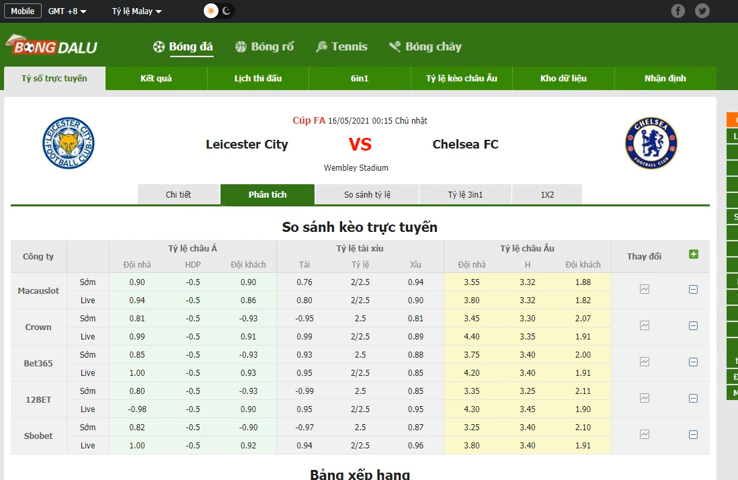 Mobile GMT +8 Tỷ lệ Malay
BONGDALU Bóng đá Bóng rổ Tennis Bóng chày
Tỷ số trực tuyến Kết quả Lịch thi đấu 6in1 Tỷ lệ kèo châu Âu Kho dữ liệu Nhận định
Cúp FA 16/05/2021 00:15 Chủ nhật
LEICESTER CITY FOOTBALL CLUB Leicester City VS Chelsea FC CHELSEA FOOTBALL CLUB
Wembley Stadium
Chi tiết Phân tích So sánh tỷ lệ Tỷ lệ 3in1 1X2
So sánh kèo trực tuyến
Công ty Tỷ lệ châu Á Tỷ lệ tài xỉu Tỷ lệ châu Âu Thay đổi
Đội nhà HDP Đội khách Tài Tỷ lệ Xỉu Đội nhà H Đội khách
Macauslot Sớm 0.90 -0.5 0.90 0.76 2/2.5 0.94 3.55 3.32 1.88
Live 0.94 -0.5 0.86 0.80 2/2.5 0.90 3.80 3.32 1.82
Crown Sớm 0.81 -0.5 -0.93 -0.95 2.5 0.81 3.45 3.30 2.07
Live 0.99 -0.5 0.91 0.99 2/2.5 0.89 4.40 3.35 1.91
Bet365 Sớm 0.85 -0.5 -0.93 0.93 2.5 0.88 3.75 3.40 2.00
Live 1.00 -0.5 0.93 0.95 2/2.5 0.85 4.20 3.40 1.91
12BET Sớm 0.80 -0.5 -0.93 -0.99 2.5 0.85 3.35 3.25 2.11
Live -0.98 -0.5 0.90 0.95 2/2.5 0.95 4.30 3.45 1.90
Sbobet Sớm 0.82 -0.5 -0.90 -0.97 2.5 0.87 3.25 3.40 2.10
Live 1.00 -0.5 0.92 0.94 2/2.5 0.96 3.80 3.40 1.91
Bảng xếp hạng